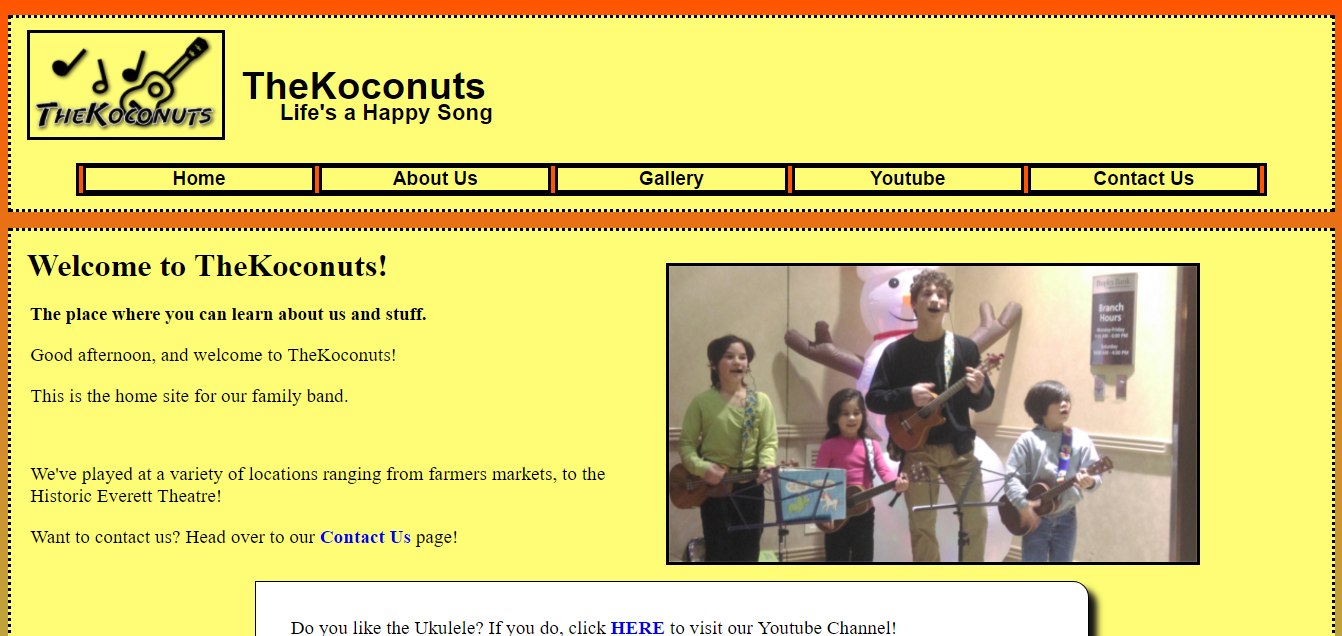 TheKoconuts
TheKoconuts
Life's a Happy Song
Home
About Us
Gallery
Youtube
Contact Us
Welcome to TheKoconuts!
The place where you can learn about us and stuff.
Good afternoon, and welcome to TheKoconuts!
This is the home site for our family band.
We've played at a variety of locations ranging from farmers markets, to the
Historic Everett Theatre!
Want to contact us? Head over to our Contact Us page!
Branch
Hours
Do you like the Ukulele? If you do, click HERE to visit our Youtube Channel!